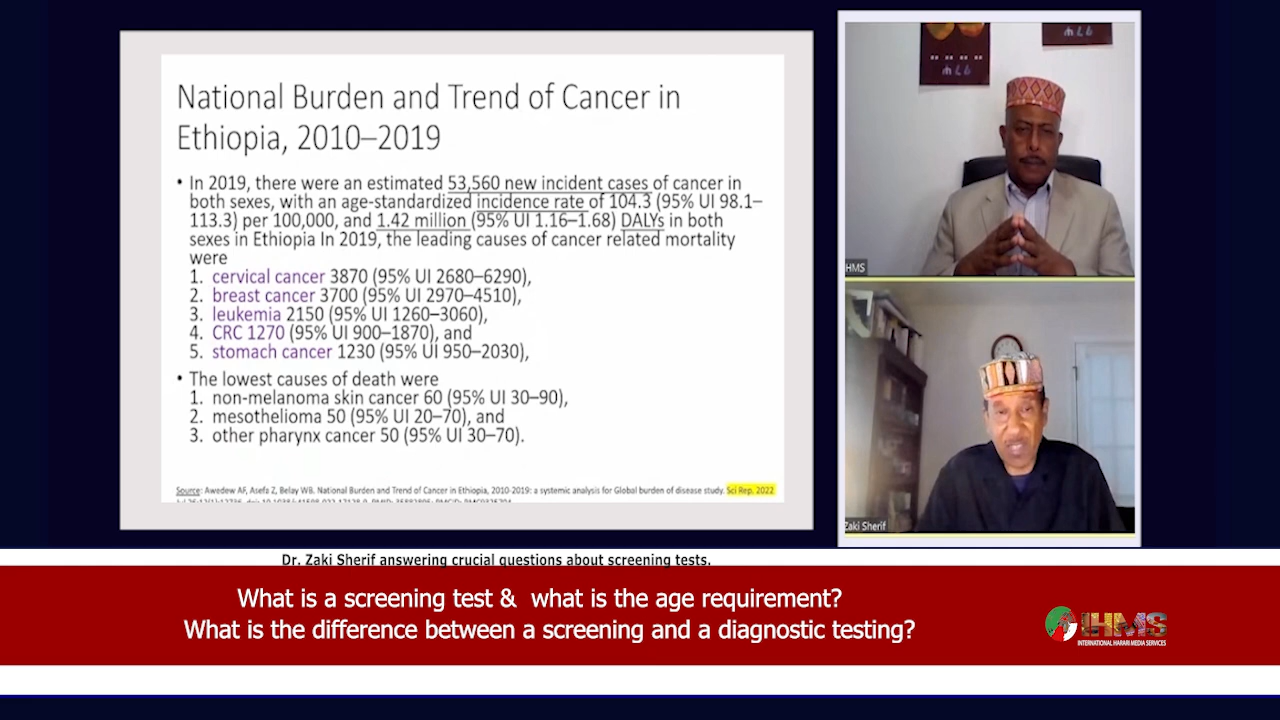 National Burden and Trend of Cancer in
Ethiopia, 2010–2019
• In 2019, there were an estimated 53,560 new incident cases of cancer in
both sexes, with an age-standardized incidence rate of 104.3 (95% UI 98.1–
113.3) per 100,000, and 1.42 million (95% UI 1.16–1.68) DALYs in both
sexes in Ethiopia In 2019, the leading causes of cancer related mortality
were
1. cervical cancer 3870 (95% UI 2680–6290),
2. breast cancer 3700 (95% UI 2970–4510),
3. leukemia 2150 (95% UI 1260–3060),
4. CRC 1270 (95% UI 900–1870), and
5. stomach cancer 1230 (95% UI 950–2030),
• The lowest causes of death were
1. non-melanoma skin cancer 60 (95% UI 30–90),
2. mesothelioma 50 (95% UI 20–70), and
3. other pharynx cancer 50 (95% UI 30–70).
Source: Awedew AF, Asefa Z, Belay WB. National Burden and Trend of Cancer in Ethiopia, 2010-2019: a systemic analysis for Global burden of disease study. Sci Rep. 2022
ሐረሪ
ሐረሪ
IHMS
Zaki Sherif
Dr. Zaki Sherif answering crucial questions about screening tests.
What is a screening test & what is the age requirement?
What is the difference between a screening and a diagnostic testing?
IHMS
INTERNATIONAL HARARI MEDIA SERVICES